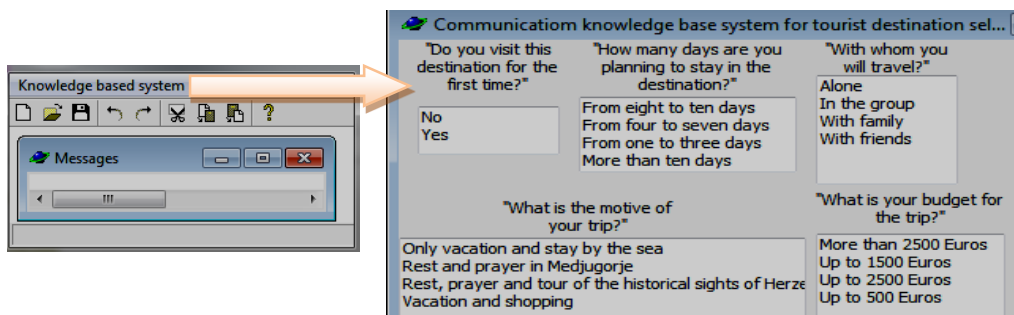 Knowledge based system
Messages
Communicatiom knowledge base system for tourist destination sel...
"Do you visit this
destination for the
first time?"
No
Yes
"How many days are you
planning to stay in the
destination?"
From eight to ten days
From four to seven days
From one to three days
More than ten days
"With whom you
will travel?"
Alone
In the group
With family
With friends
"What is the motive of
your trip?"
Only vacation and stay by the sea
Rest and prayer in Medjugorje
Rest, prayer and tour of the historical sights of Herze
Vacation and shopping
"What is your budget for
the trip?"
More than 2500 Euros
Up to 1500 Euros
Up to 2500 Euros
Up to 500 Euros